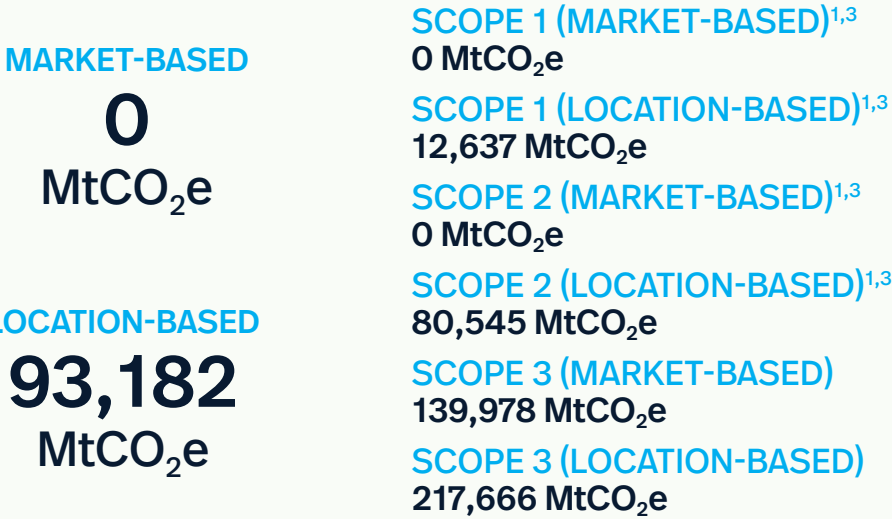 MARKET-BASED
0
MtCO₂e
LOCATION-BASED
93,182
MtCO₂e
SCOPE 1 (MARKET-BASED)¹,³
0 MtCO₂e
SCOPE 1 (LOCATION-BASED)¹,³
12,637 MtCO₂e
SCOPE 2 (MARKET-BASED)¹,³
0 MtCO₂e
SCOPE 2 (LOCATION-BASED)¹,³
80,545 MtCO₂e
SCOPE 3 (MARKET-BASED)
139,978 MtCO₂e
SCOPE 3 (LOCATION-BASED)
217,666 MtCO₂e